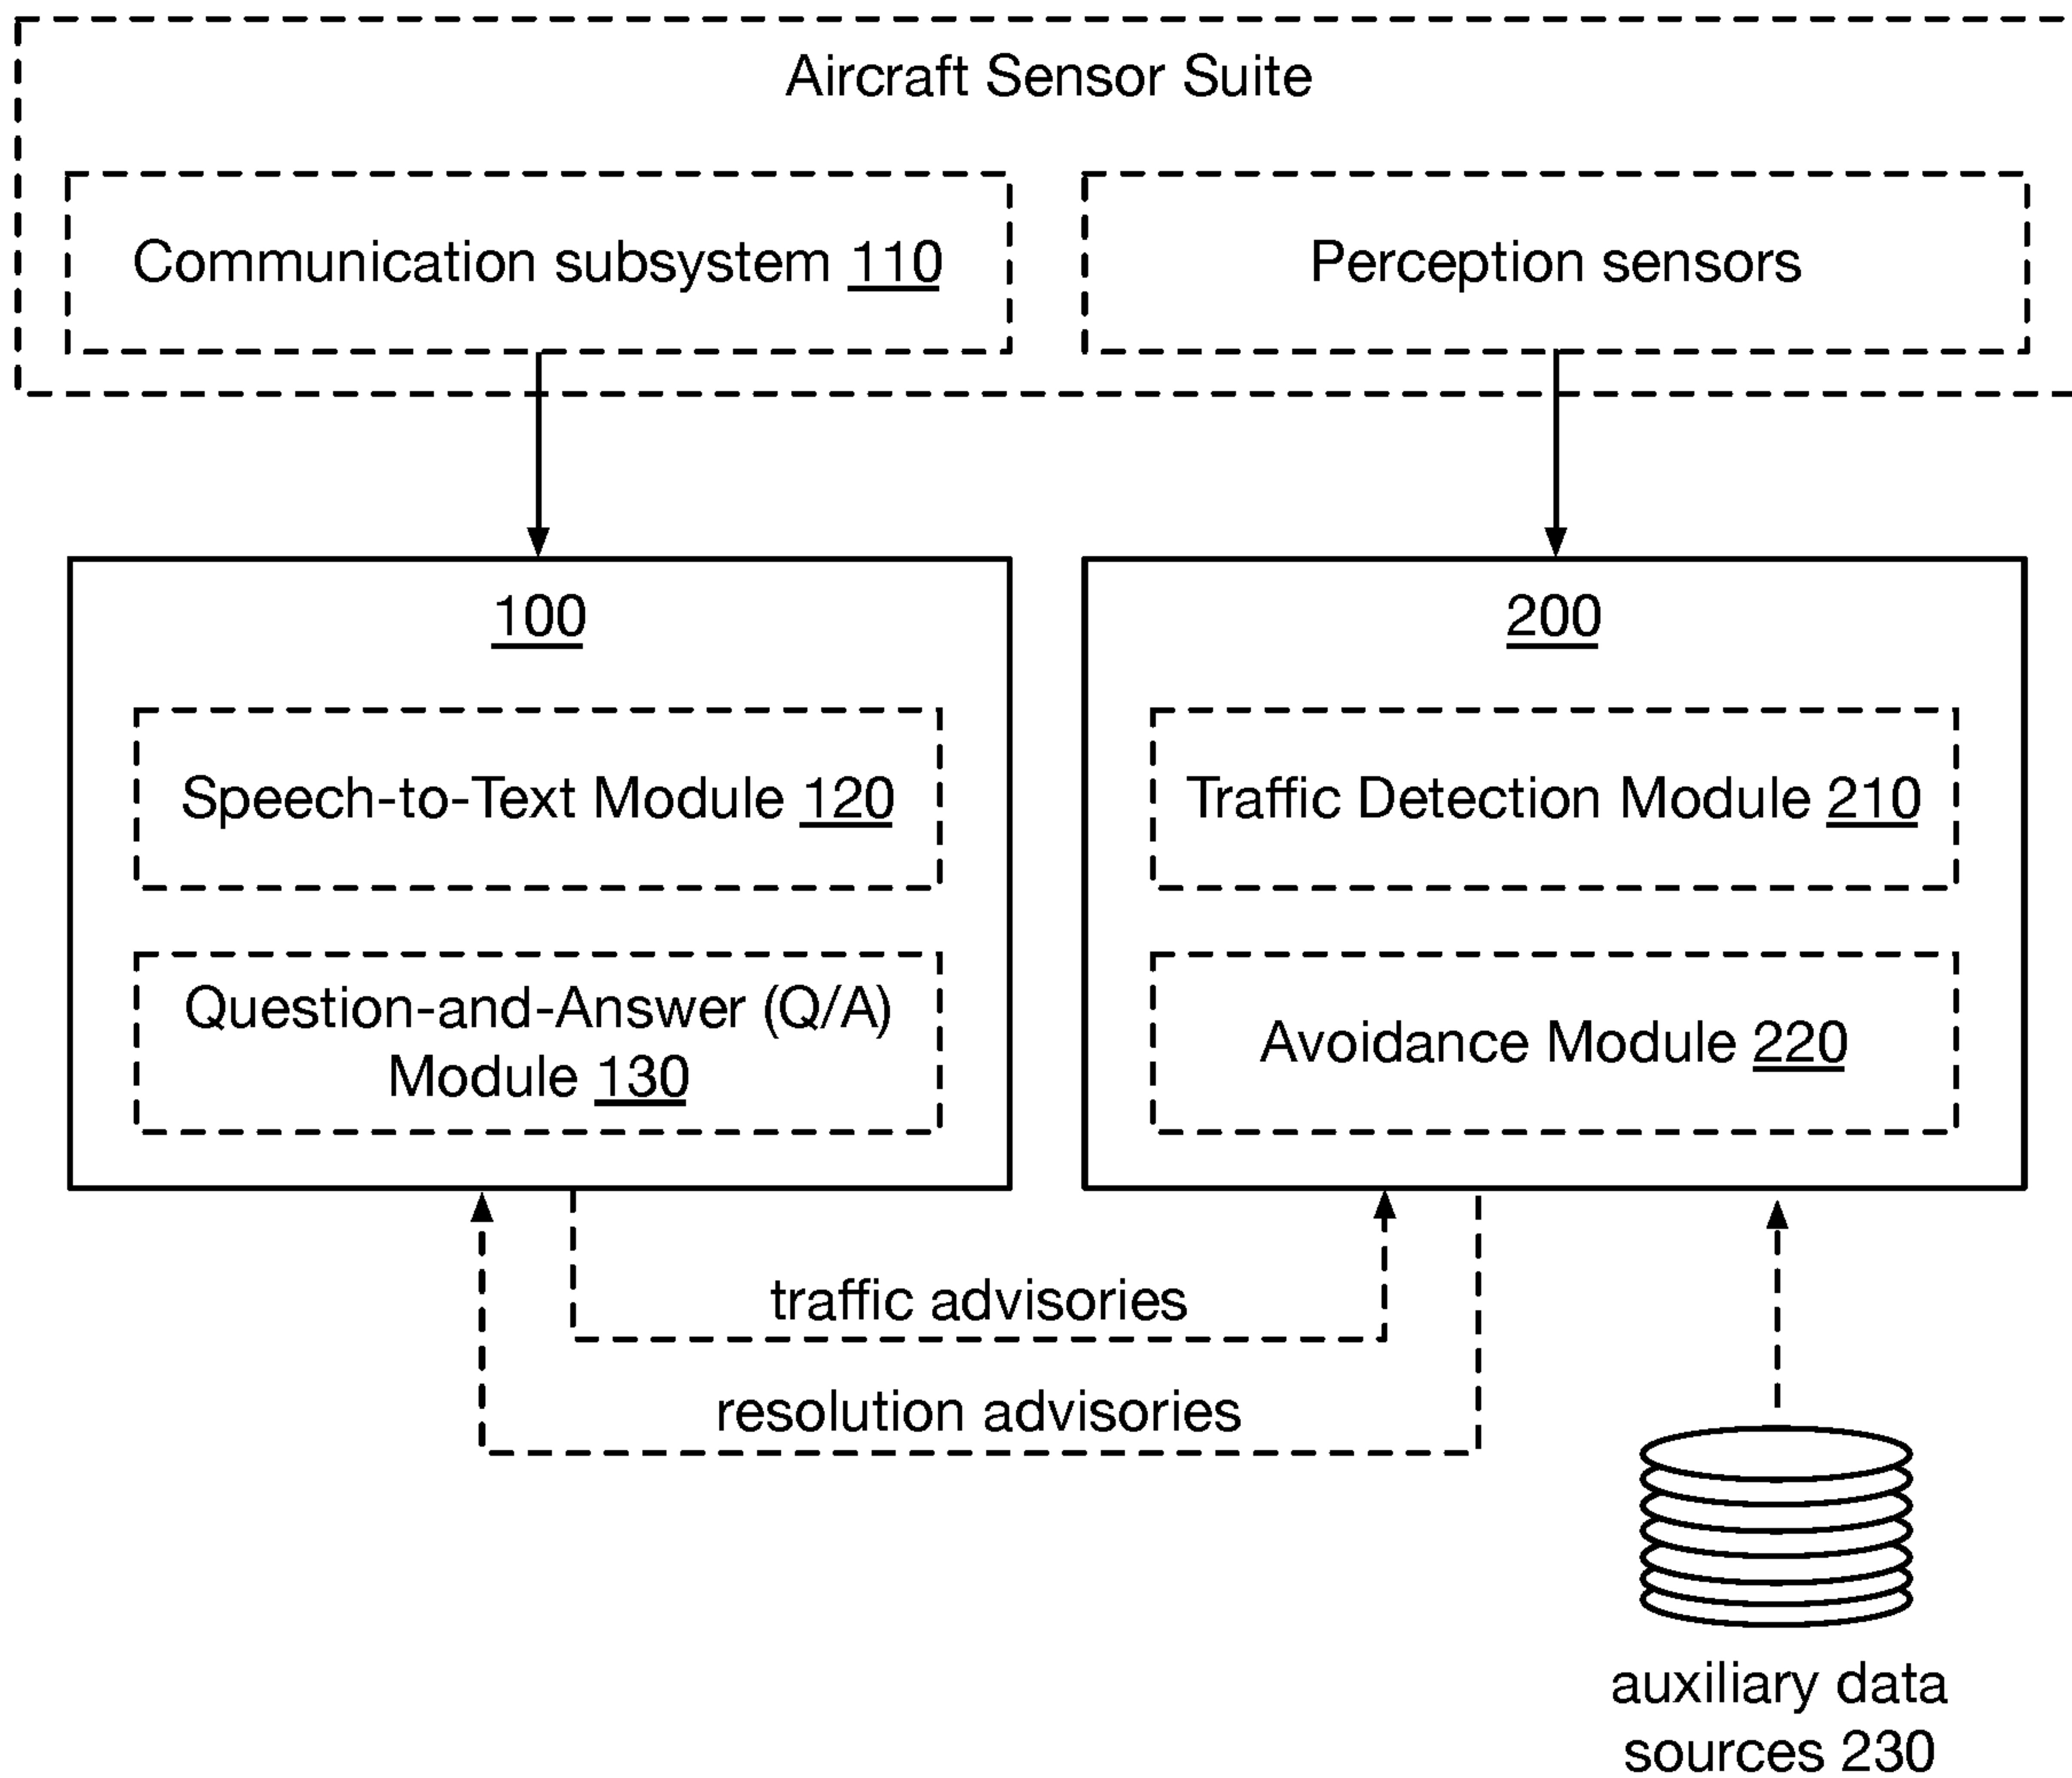 Aircraft Sensor Suite
Communication subsystem 110
Perception sensors
100
Speech-to-Text Module 120
Question-and-Answer (Q/A)
Module 130
200
Traffic Detection Module 210
Avoidance Module 220
traffic advisories
resolution advisories
auxiliary data
sources 230